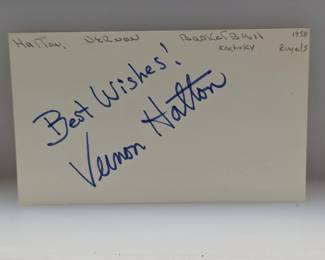 Hatton, Vernon Basketball 1958
Kentucky Royals
Best Wishes!
Vernon Hatton